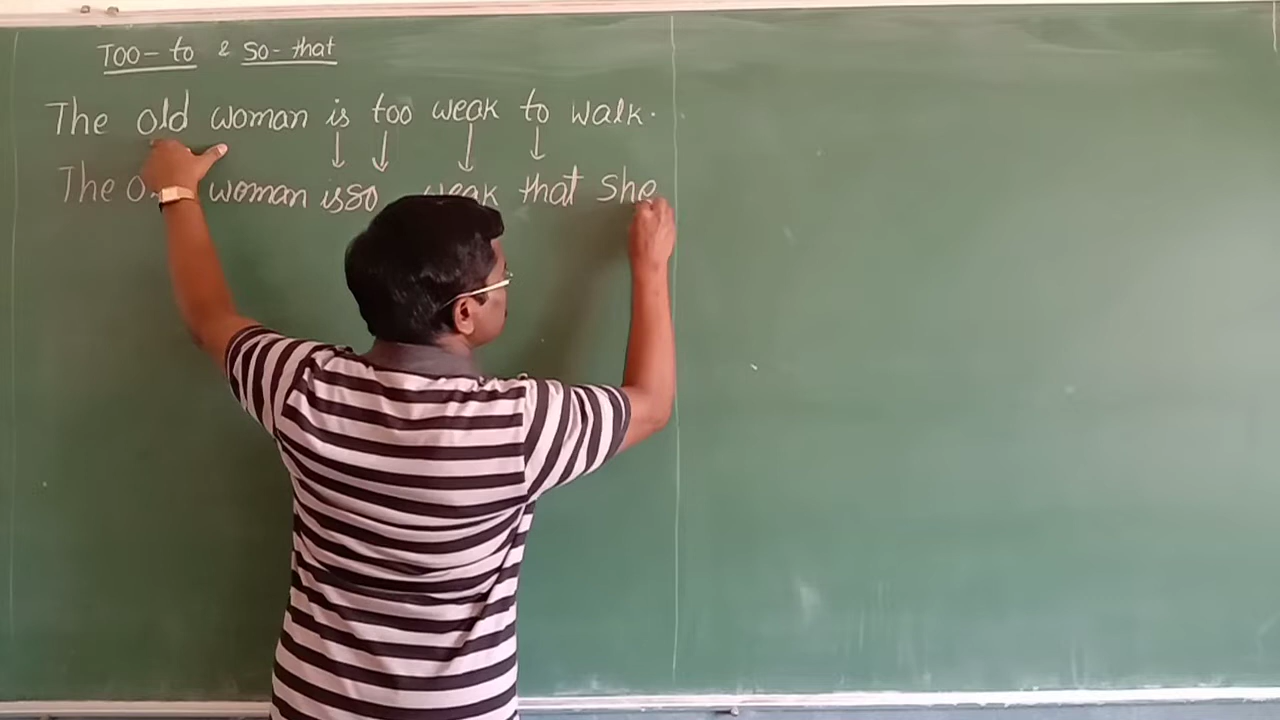 Too - to & So - that
The old woman is too weak to walk.
The woman is so weak that She